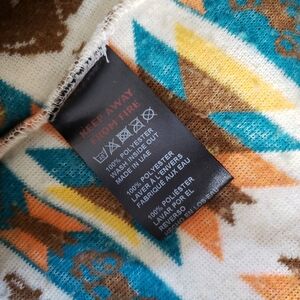 KEEP AWAY
FROM FIRE
100% POLYESTER
WASH INSIDE OUT
MADE IN UAE
100% POLYESTER
LAVER À L'ENVERS
FABRIQUÉ AUX EAU
100% POLIÉSTER
LAVAR POR EL
REVERSO